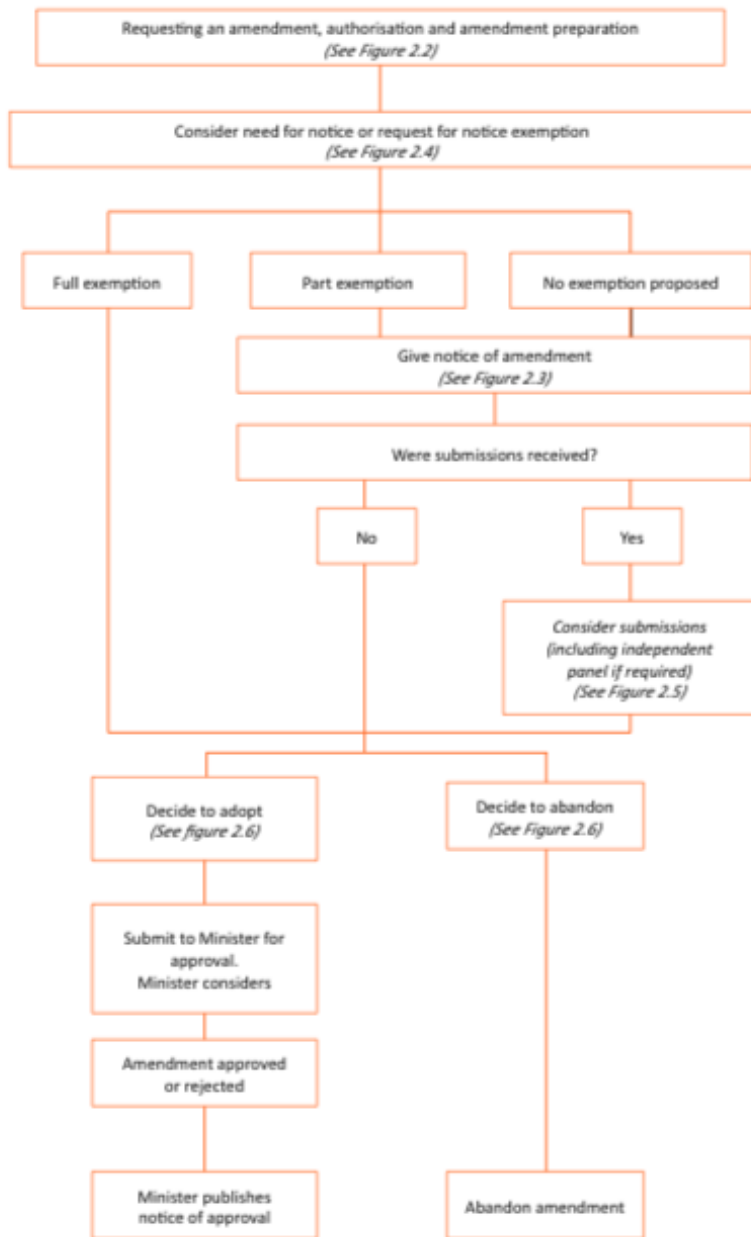 Requesting an amendment, authorisation and amendment preparation
(See Figure 2.2)
Consider need for notice or request for notice exemption
(See Figure 2.4)
Full exemption
Part exemption
No exemption proposed
Give notice of amendment
(See Figure 2.3)
Were submissions received?
No
Yes
Consider submissions
(including independent
panel if required)
(See Figure 2.5)
Decide to adopt
(See figure 2.6)
Decide to abandon
(See Figure 2.6)
Submit to Minister for
approval.
Minister considers
Amendment approved
or rejected
Minister publishes
notice of approval
Abandon amendment